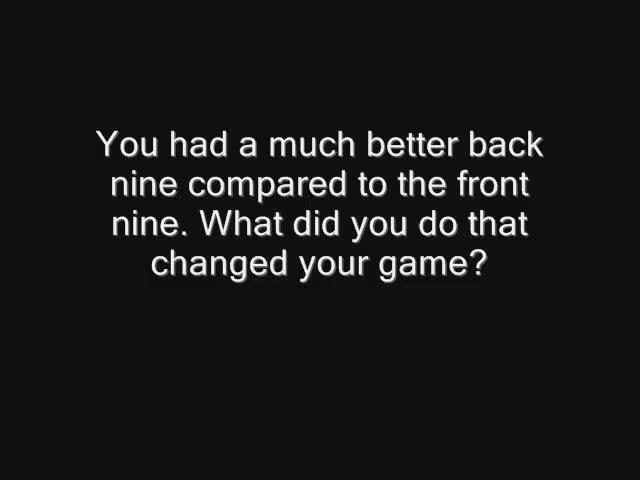 You had a much better back
nine compared to the front
nine. What did you do that
changed your game?